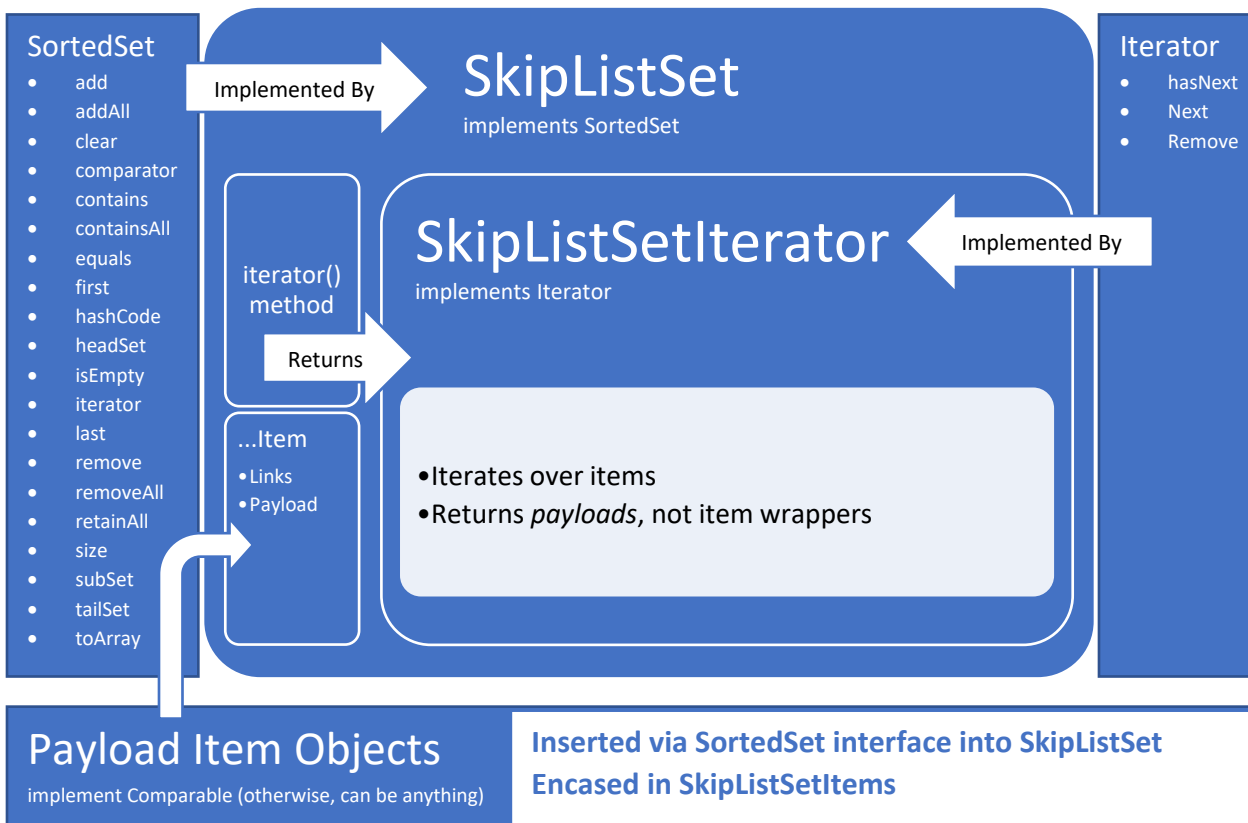 SortedSet
• add
• addAll
• clear
• comparator
• contains
• containsAll
• equals
• first
• hashCode
• headSet
• isEmpty
• iterator
• last
• remove
• removeAll
• retainAll
• size
• subSet
• tailSet
• toArray
Implemented By
SkipListSet
implements SortedSet
iterator()
method
Returns
...Item
•Links
•Payload
SkipListSetIterator
implements Iterator
•Iterates over items
•Returns payloads, not item wrappers
Implemented By
Iterator
• hasNext
• Next
• Remove
Payload Item Objects
implement Comparable (otherwise, can be anything)
Inserted via SortedSet interface into SkipListSet
Encased in SkipListSetItems